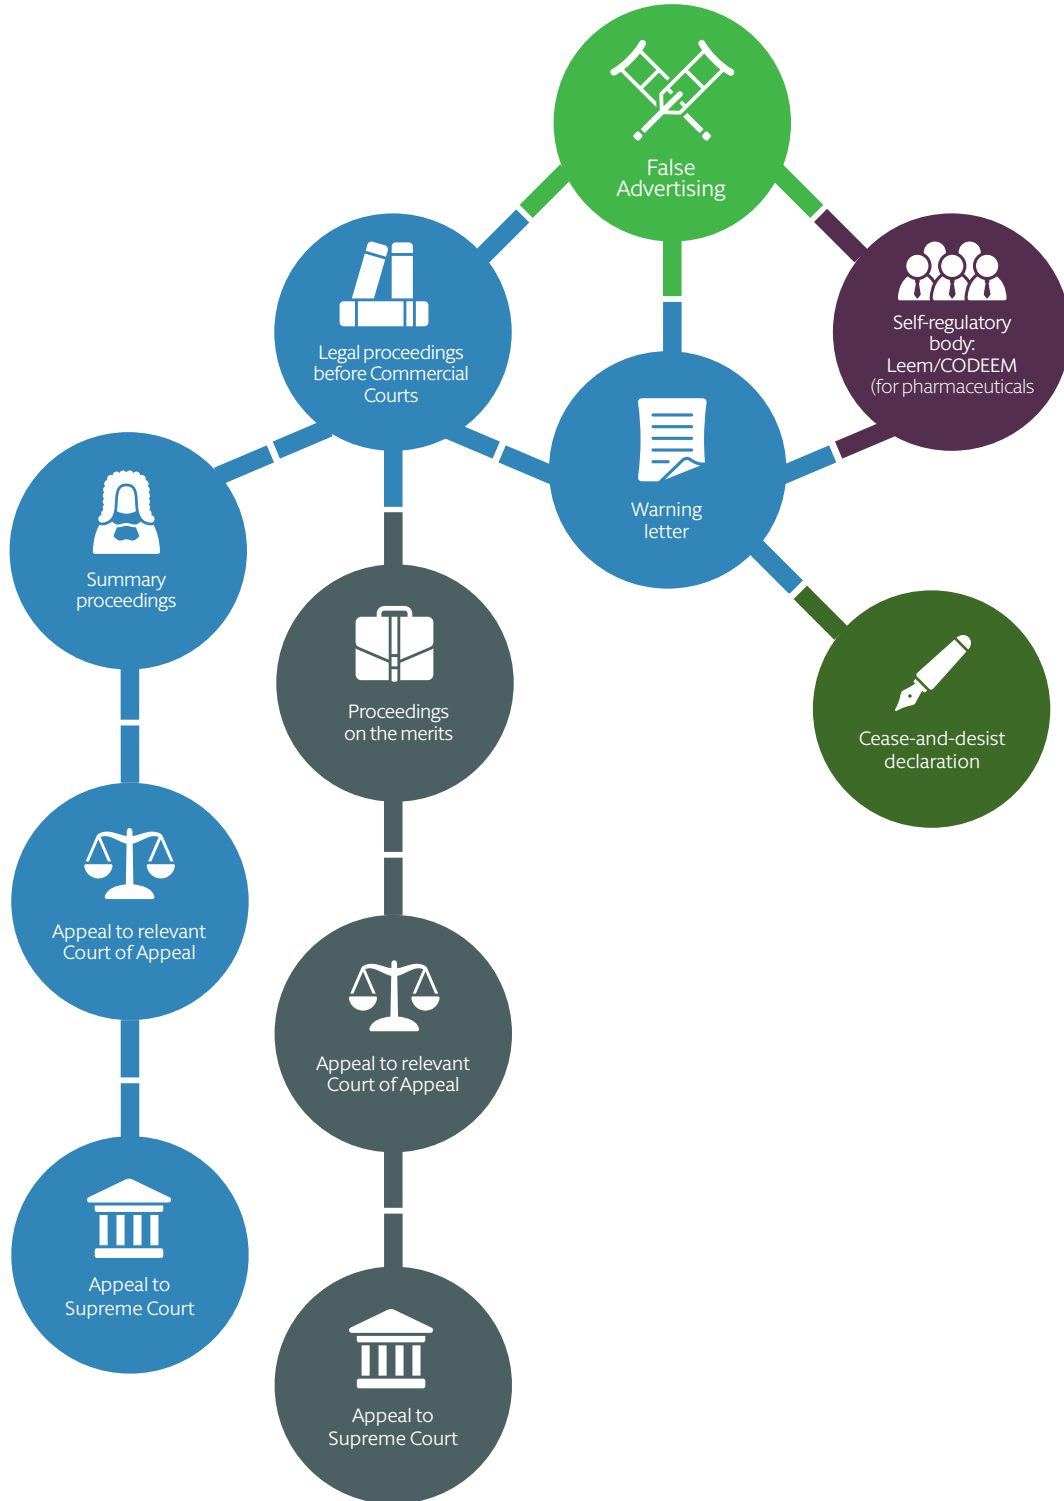 False
Advertising
Legal proceedings
before Commercial
Courts
Self-regulatory
body:
Leem/CODEEM
(for pharmaceuticals
Warning
letter
Summary
proceedings
Proceedings
on the merits
Cease-and-desist
declaration
Appeal to relevant
Court of Appeal
Appeal to relevant
Court of Appeal
Appeal to
Supreme Court
Appeal to
Supreme Court